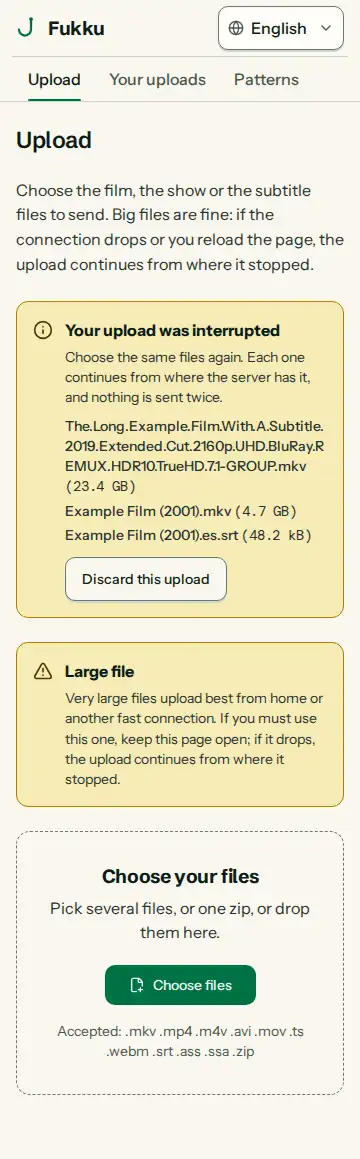 Fukku
English
Upload
Your uploads
Patterns
Upload
Choose the film, the show or the subtitle
files to send. Big files are fine: if the
connection drops or you reload the page, the
upload continues from where it stopped.
Your upload was interrupted
Choose the same files again. Each one
continues from where the server has it,
and nothing is sent twice.
The.Long.Example.Film.With.A.Subtitle.
2019.Extended.Cut.2160p.UHD.BluRay.R
EMUX.HDR10.TrueHD.7.1-GROUP.mkv
(23.4 GB)
Example Film (2001).mkv (4.7 GB)
Example Film (2001).es.srt (48.2 kB)
Discard this upload
Large file
Very large files upload best from home or
another fast connection. If you must use
this one, keep this page open; if it drops,
the upload continues from where it
stopped.
Choose your files
Pick several files, or one zip, or drop
them here.
Choose files
Accepted: .mkv .mp4 .m4v .avi .mov .ts
.webm .srt .ass .ssa .zip